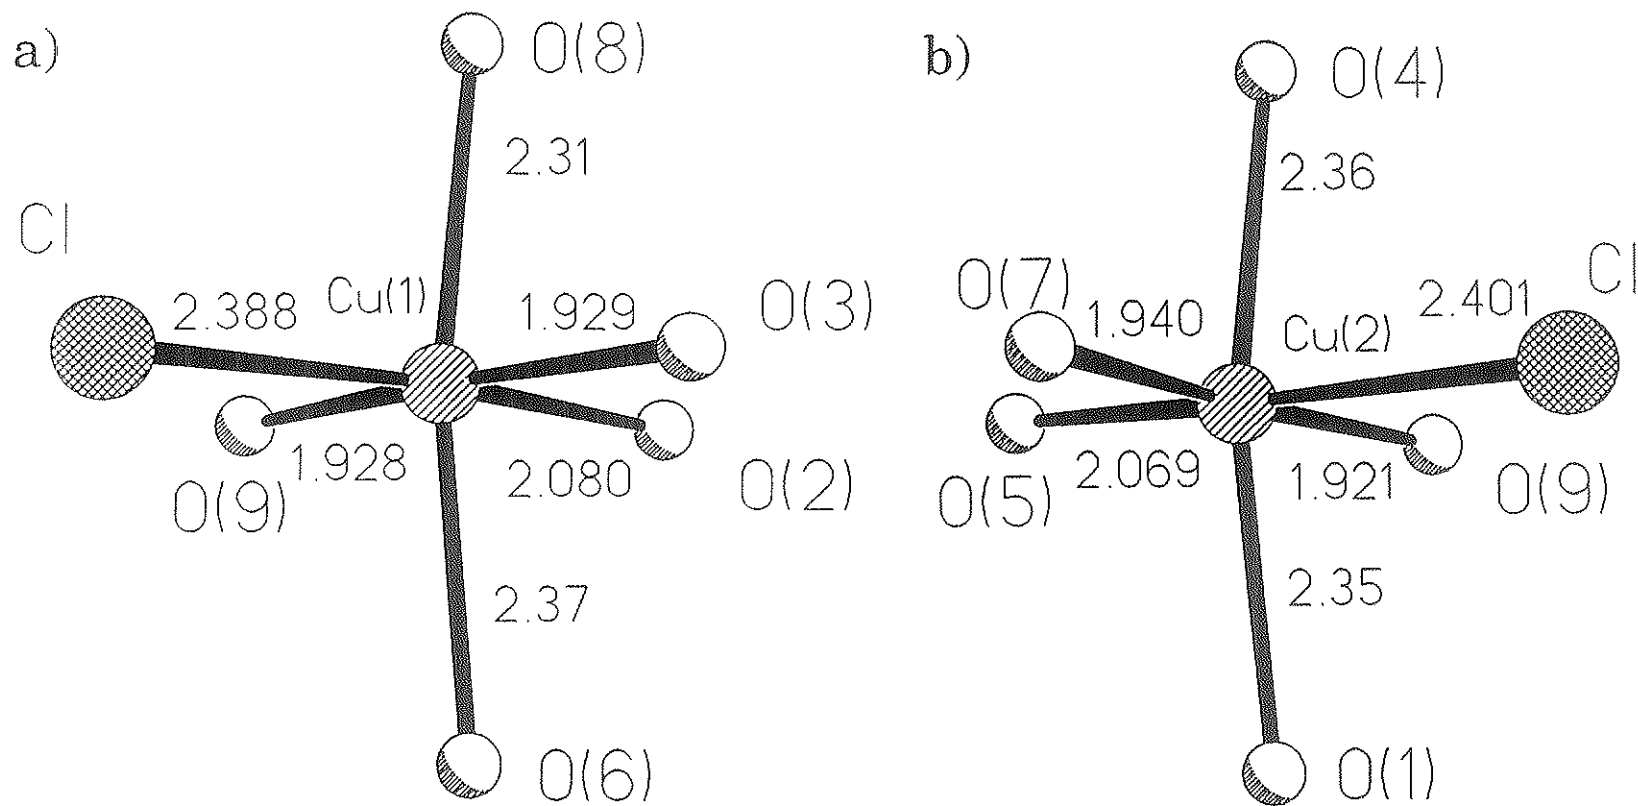 a)
O(8)
2.31
Cl
2.388
Cu(1)
1.929
O(3)
O(9)
1.928
2.080
O(2)
2.37
O(6)
b)
O(4)
2.36
O(7)
1.940
Cu(2)
2.401
Cl
O(5)
2.069
1.921
O(9)
2.35
O(1)